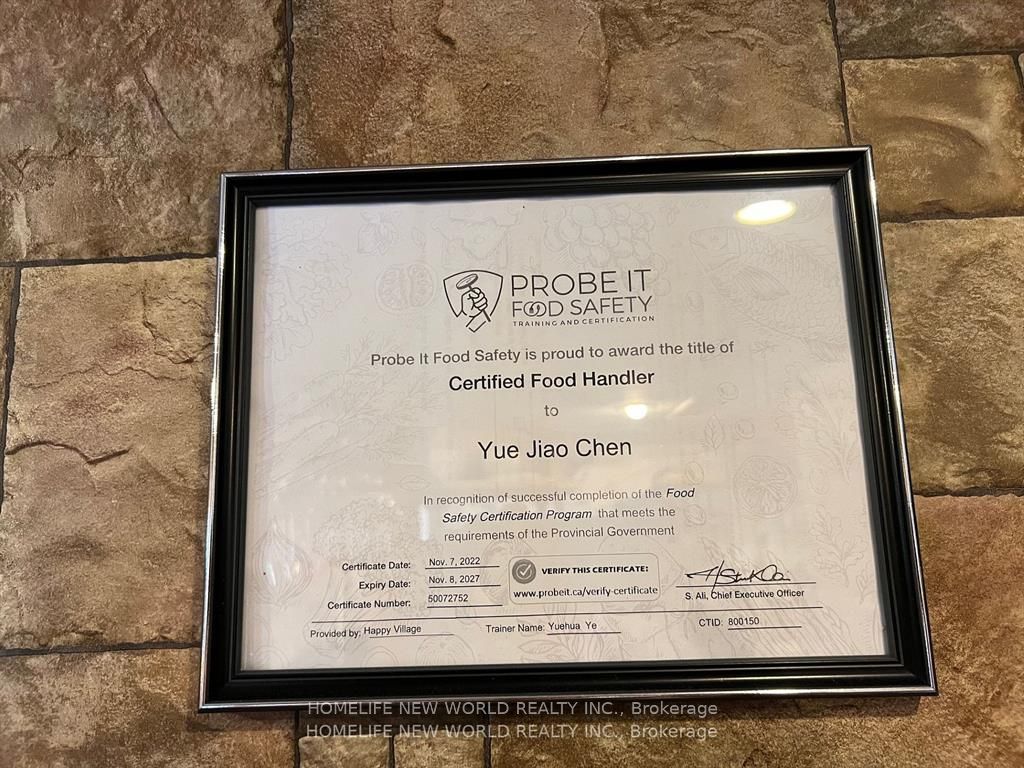 PROBE IT
FOOD SAFETY
TRAINING AND CERTIFICATION
Probe It Food Safety is proud to award the title of
Certified Food Handler
to
Yue Jiao Chen
In recognition of successful completion of the Food
Safety Certification Program that meets the
requirements of the Provincial Government
Certificate Date: Nov. 7, 2022
Expiry Date: Nov. 8, 2027
Certificate Number: 50072752
VERIFY THIS CERTIFICATE:
www.probeit.ca/verify-certificate
S. Ali, Chief Executive Officer
Provided by: Happy Village
Trainer Name: Yuehua Ye
CTID: 800150
HOMELIFE NEW WORLD REALTY INC., Brokerage
HOMELIFE NEW WORLD REALTY INC., Brokerage